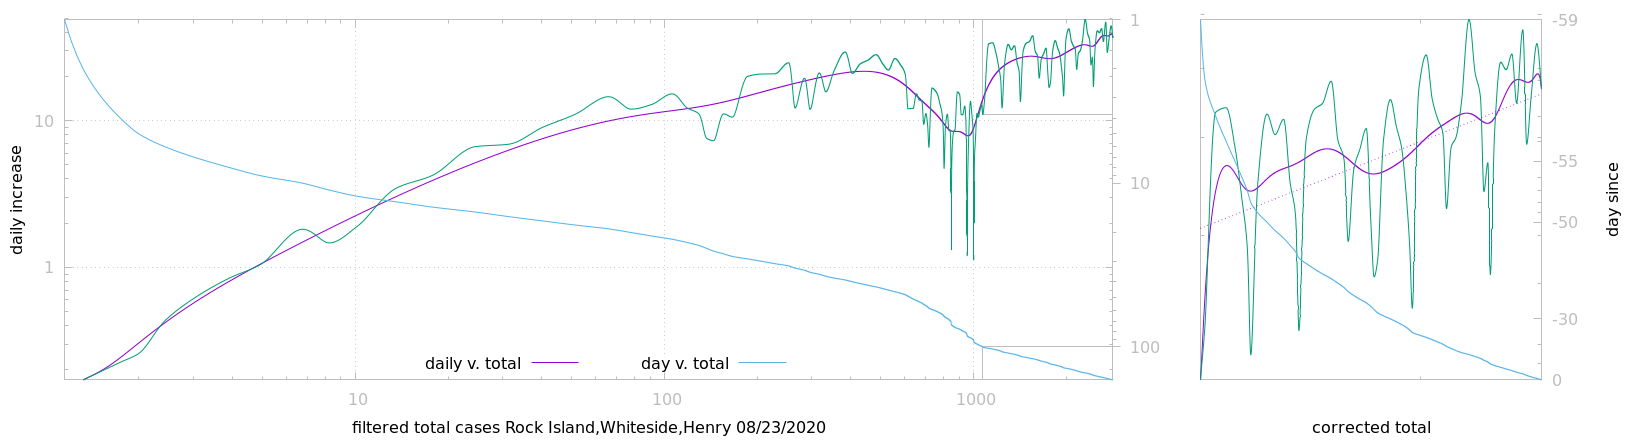 1
-59
10
10
-55
-50
1
-30
daily increase
day since
daily v. total
day v. total
100
0
10
100
1000
filtered total cases Rock Island,Whiteside,Henry 08/23/2020
corrected total